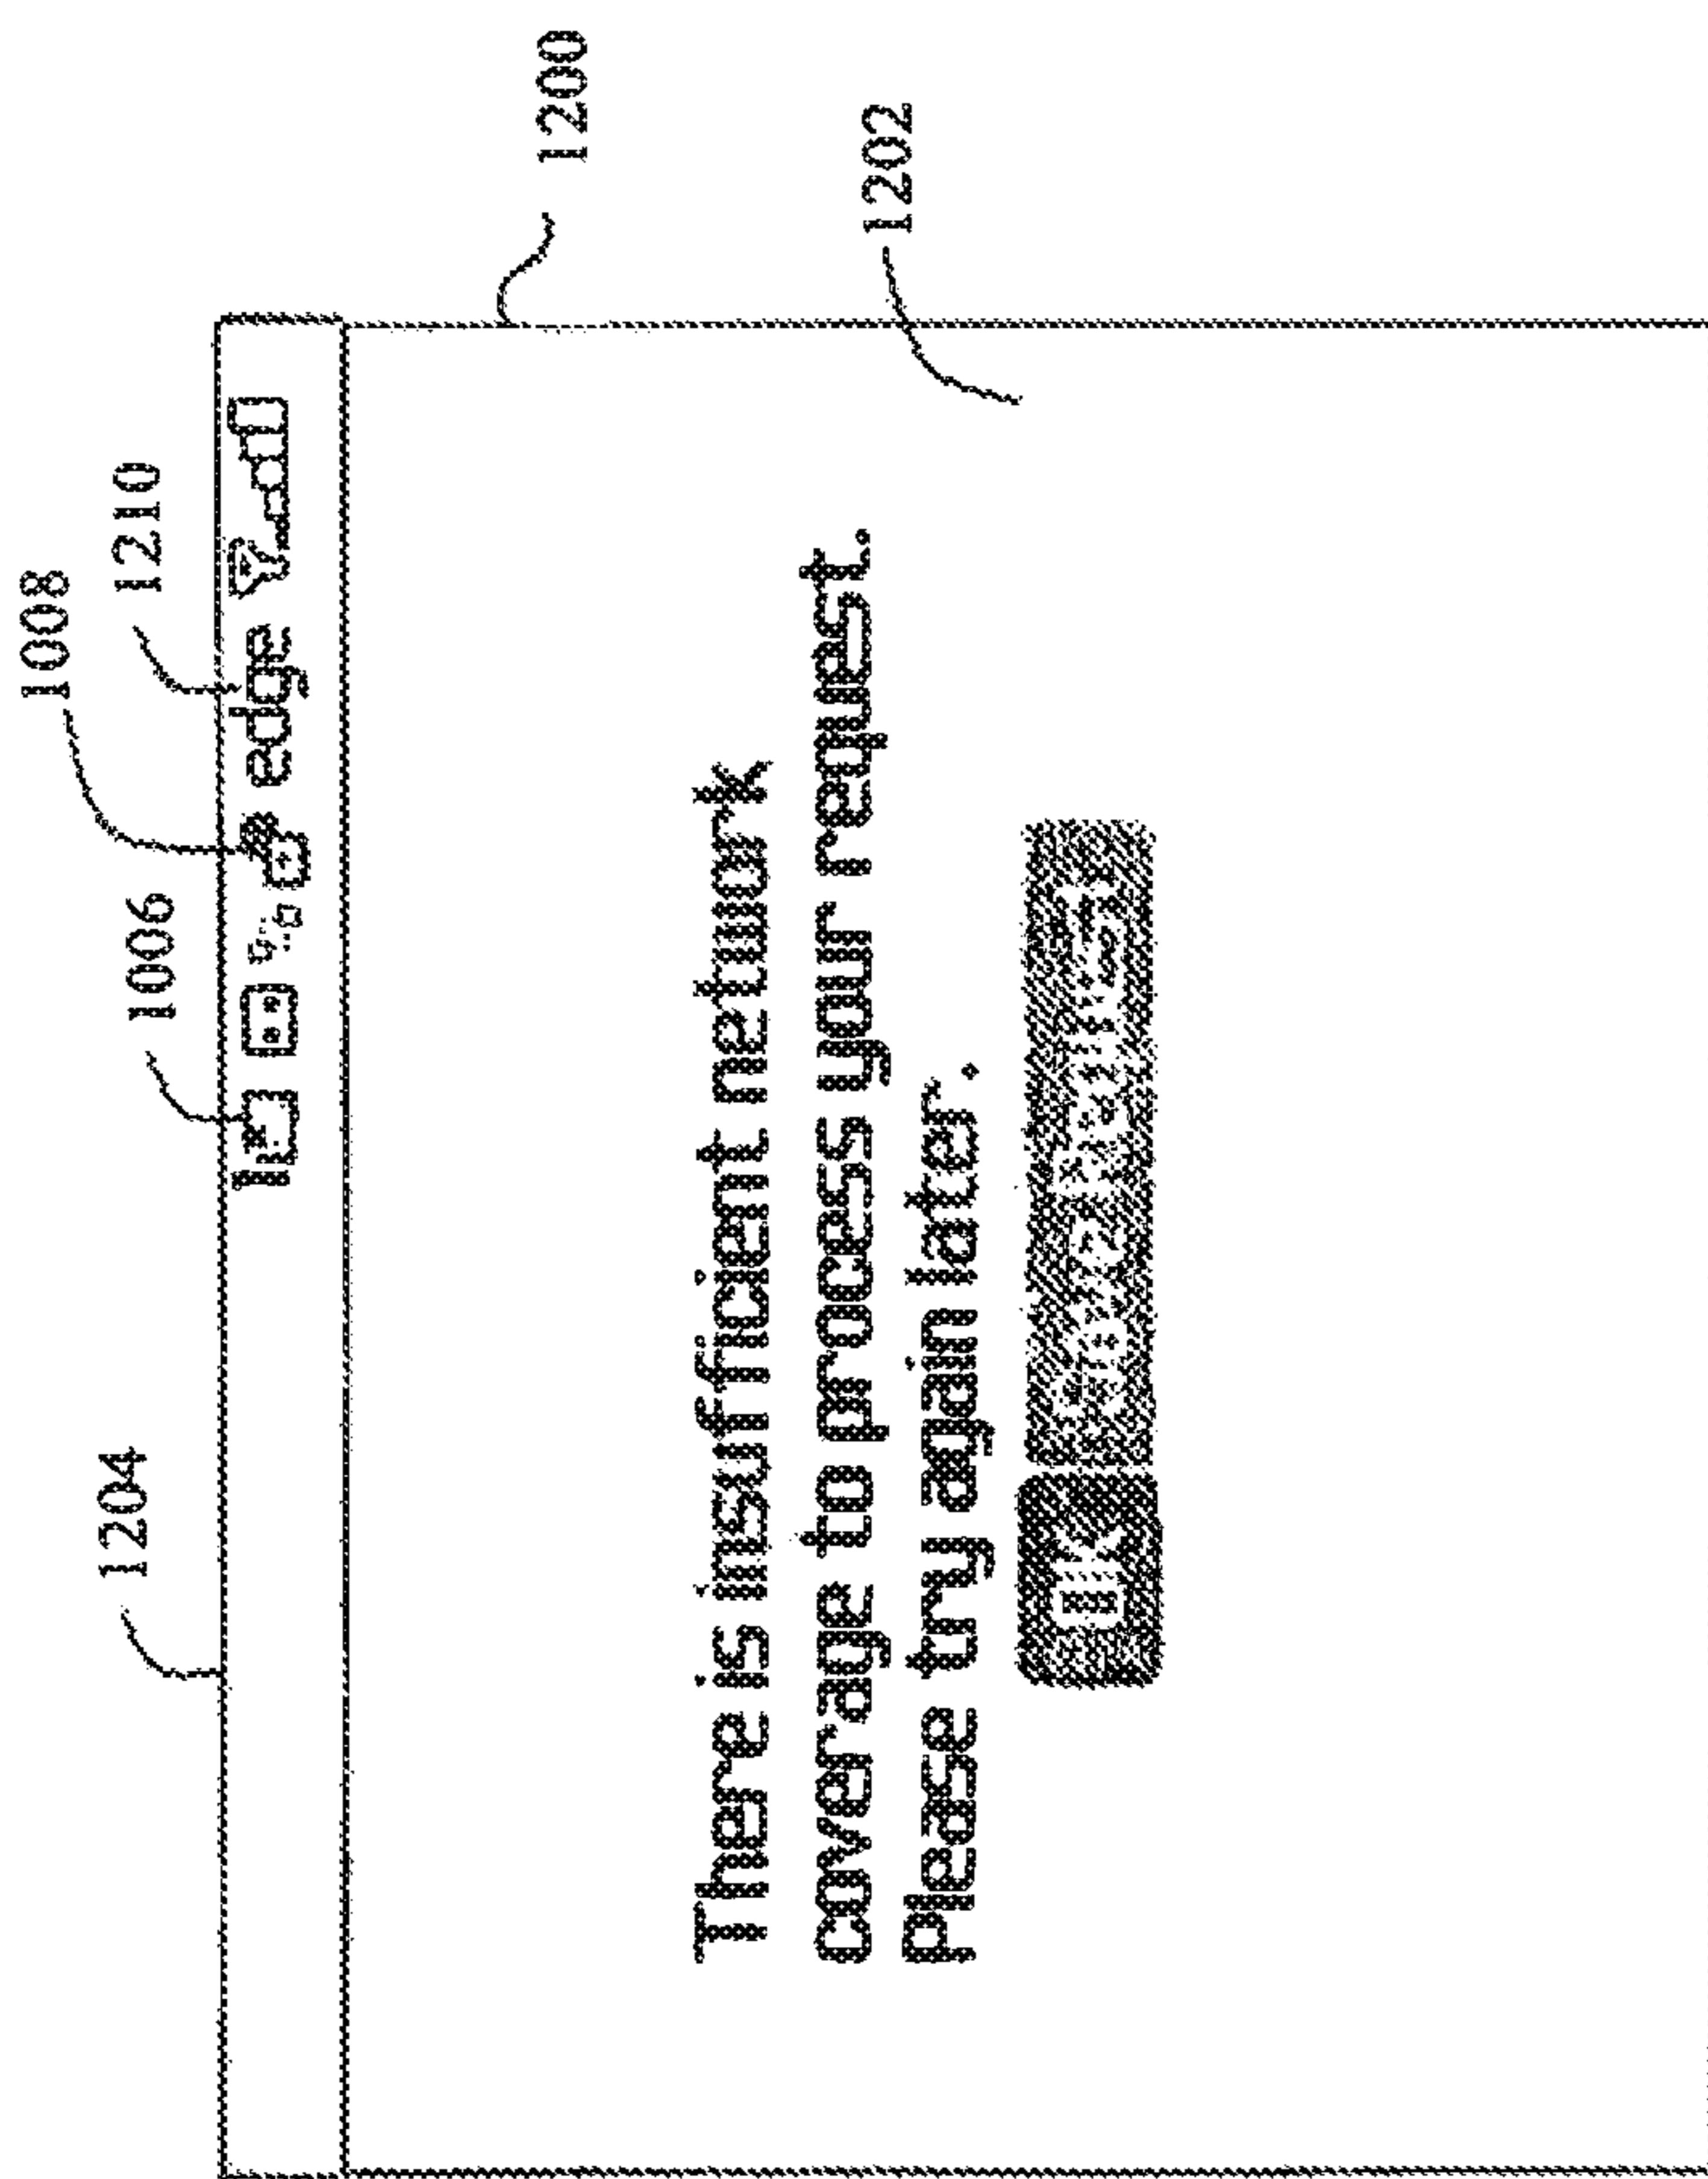 1200
1202
1204
1006
1008
1210
edge
There is insufficient network
coverage to process your request.
Please try again later.
OK